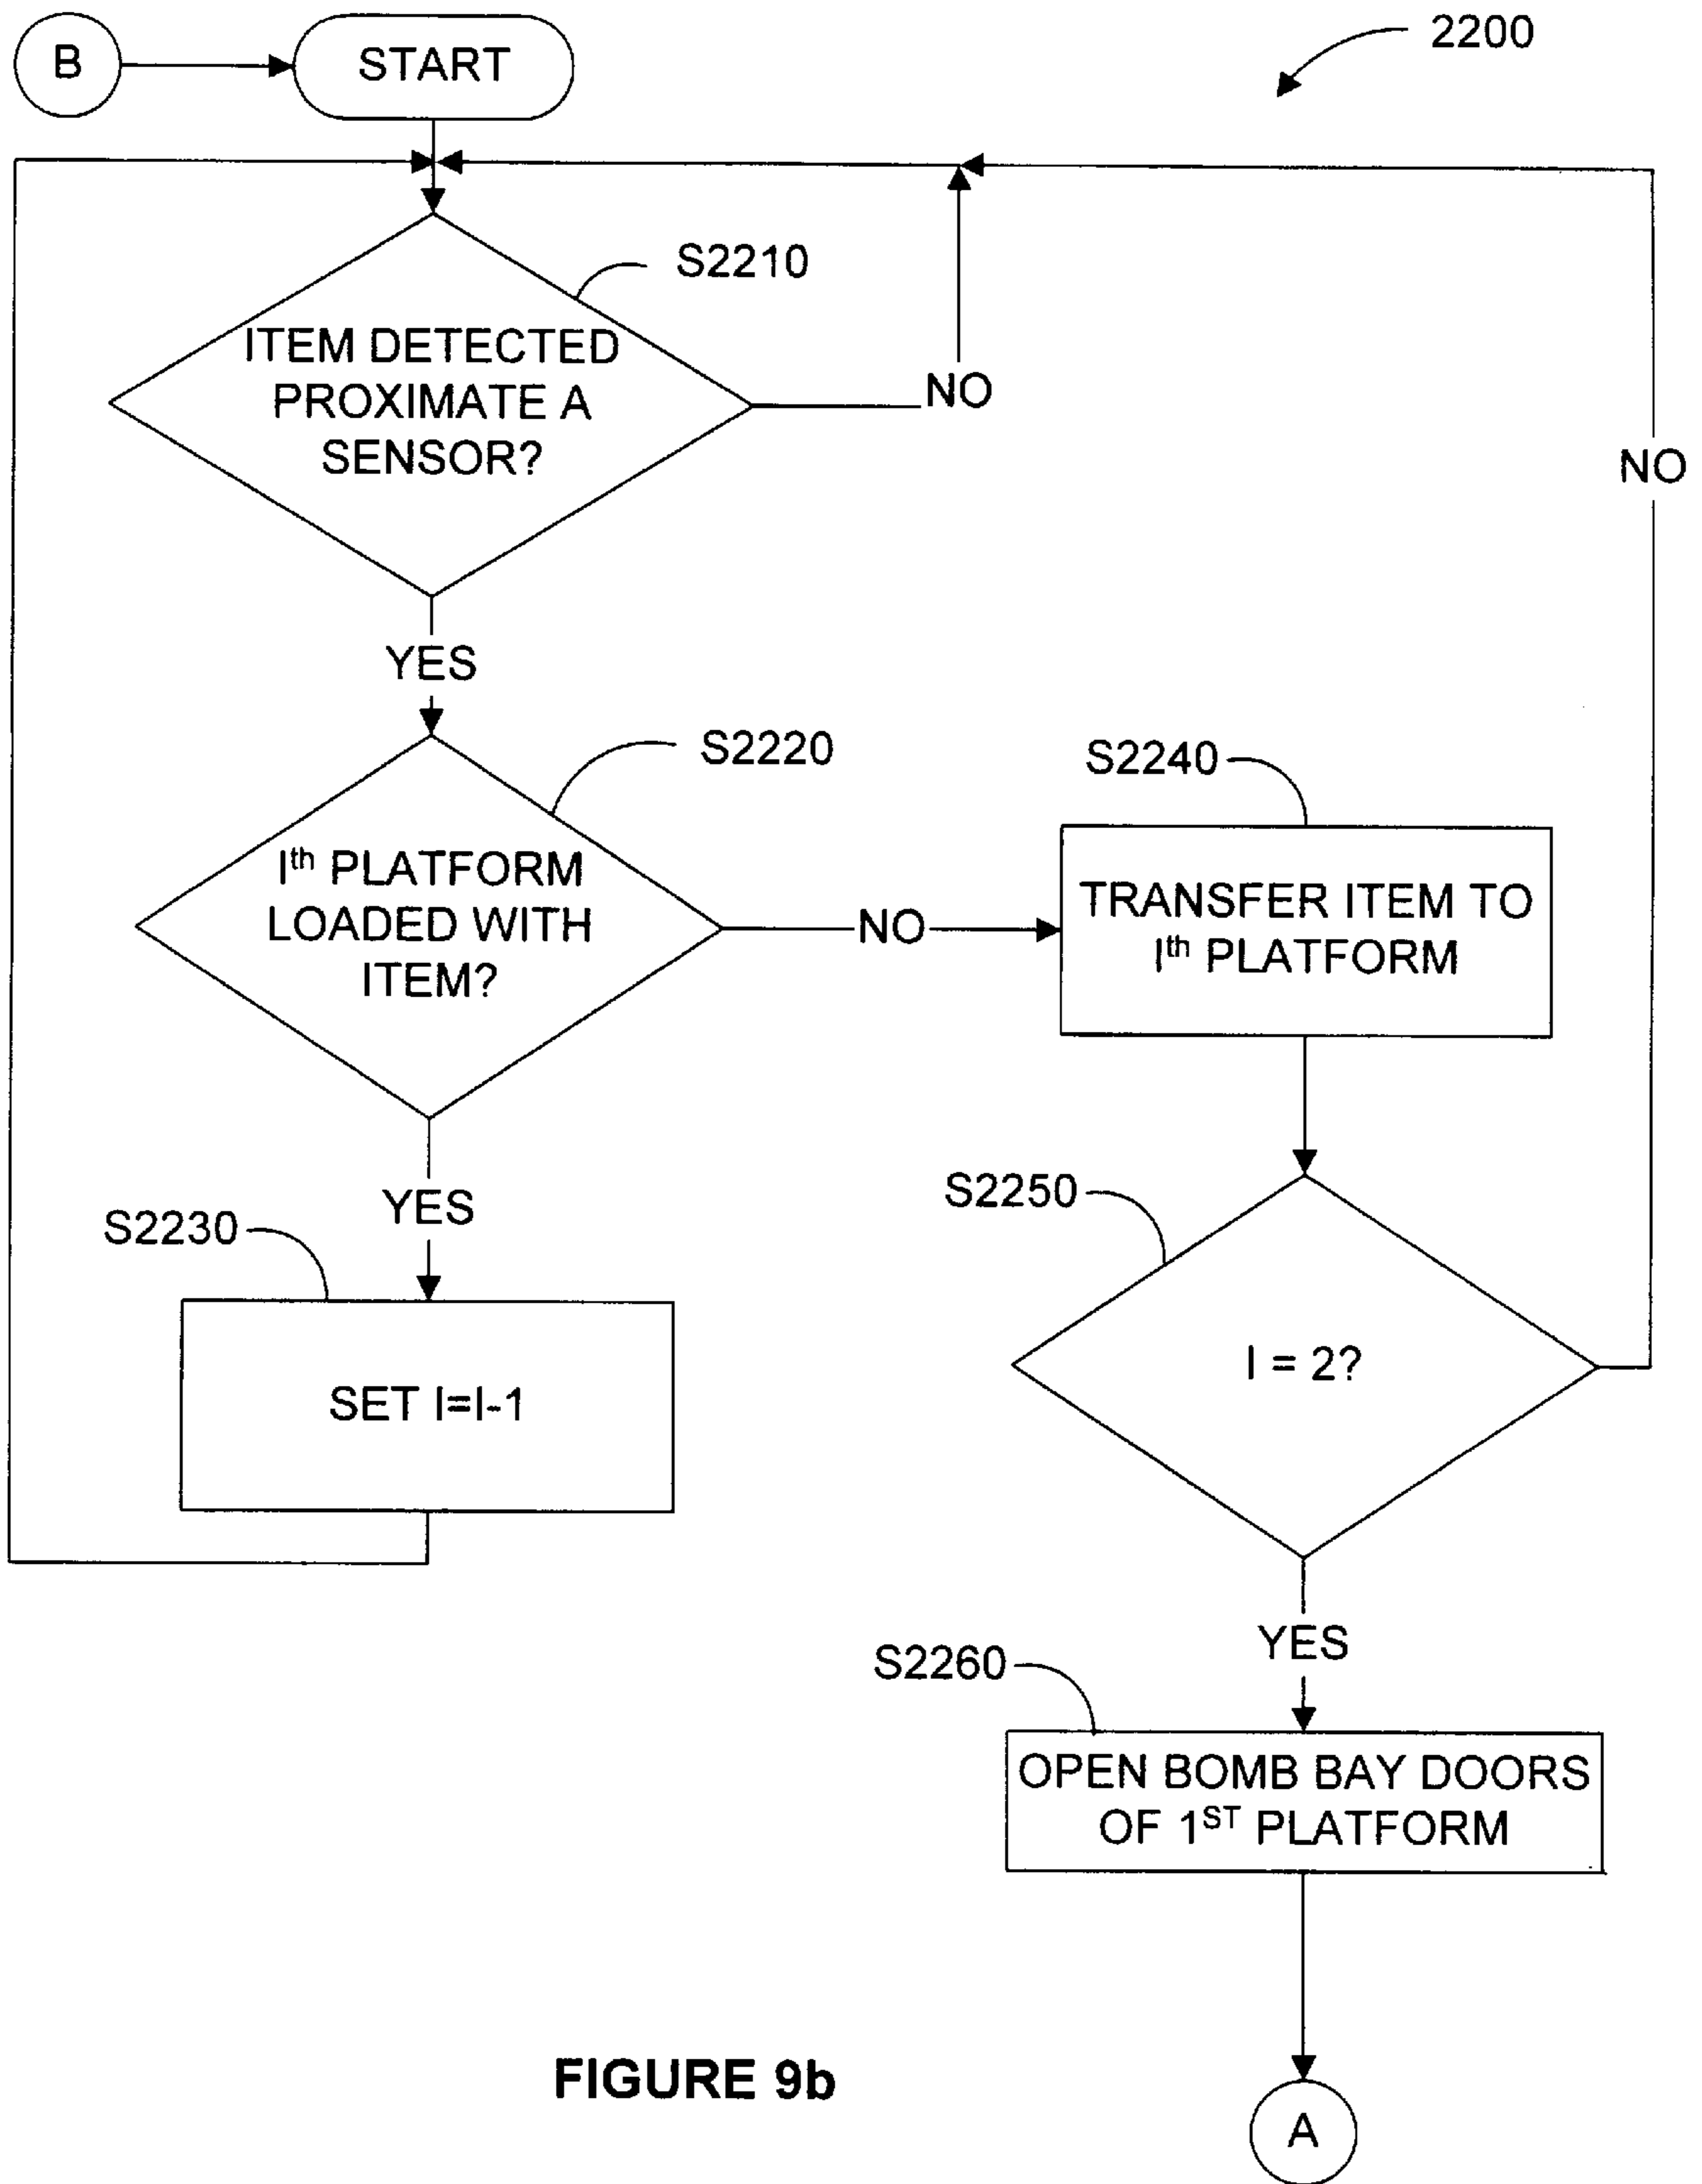 B
START
2200
S2210
ITEM DETECTED
PROXIMATE A
SENSOR?
NO
NO
YES
S2220
Ith PLATFORM
LOADED WITH
ITEM?
NO
S2240
TRANSFER ITEM TO
Ith PLATFORM
YES
S2230
SET I=I-1
S2250
I = 2?
YES
S2260
OPEN BOMB BAY DOORS
OF 1ST PLATFORM
A
FIGURE 9b